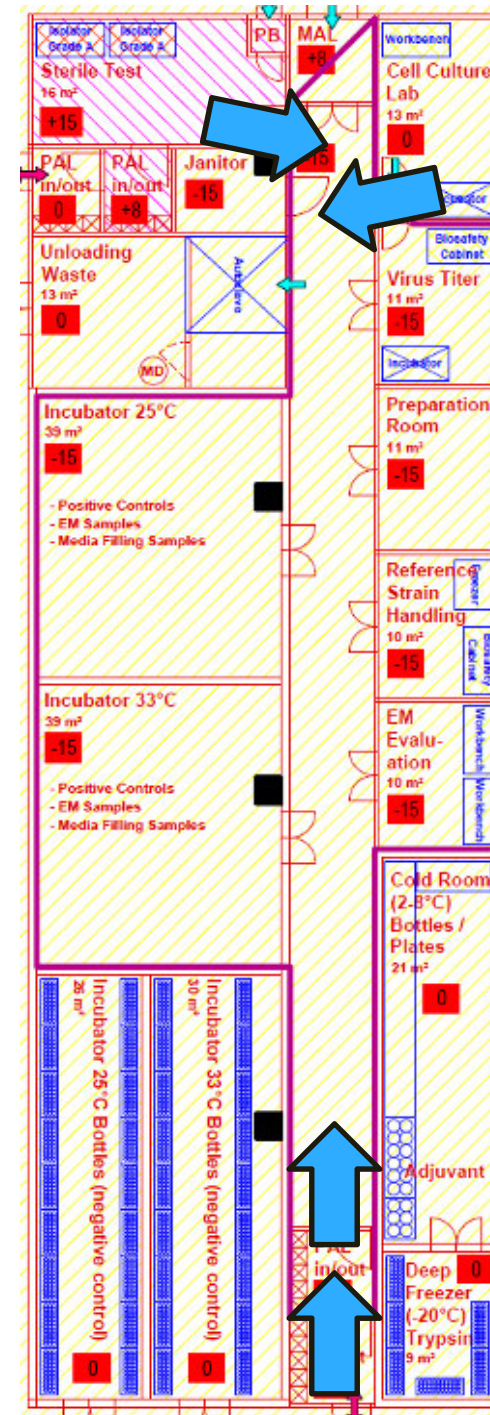 Isolator
Grade A
Isolator
Grade A
PB
MAL
+8
Workbench
Sterile Test
16 m²
+15
Cell Culture
Lab
13 m²
0
-15
PAL
in/out
0
PAL
in/out
+8
Janitor
-15
Biosafety
Cabinet
Unloading
Waste
13 m²
0
Autoclave
MD
Virus Titer
11 m²
-15
Incubator
Incubator 25°C
39 m²
-15
- Positive Controls
- EM Samples
- Media Filling Samples
Preparation
Room
11 m²
-15
Reference
Strain
Handling
10 m²
-15
Freezer
Biosafety
Cabinet
Incubator 33°C
39 m²
-15
- Positive Controls
- EM Samples
- Media Filling Samples
EM
Evalu-
ation
10 m²
-15
Workbench
Workbench
Cold Room
(2-8°C)
Bottles /
Plates
21 m²
0
Adjuvant
Incubator 25°C Bottles (negative control)
26 m²
0
Incubator 33°C Bottles (negative control)
30 m²
0
PAL
in/out
Deep
Freezer
(-20°C)
Trypsin
9 m²
0